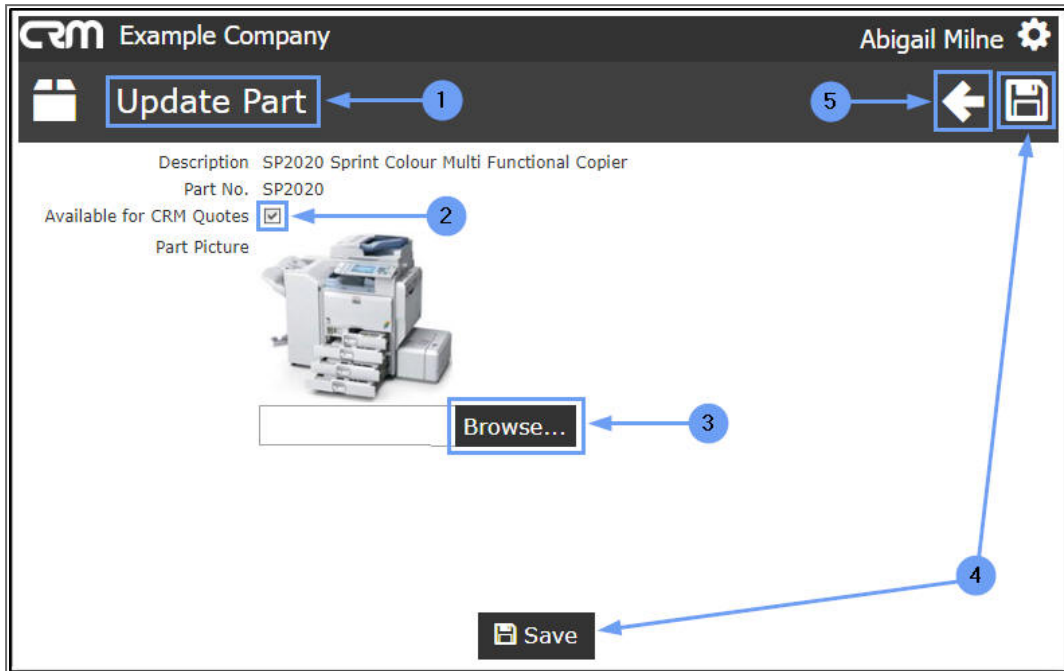 CRM Example Company Abigail Milne
Update Part 1 5
Description SP2020 Sprint Colour Multi Functional Copier
Part No. SP2020
Available for CRM Quotes 2
Part Picture
Browse... 3
4
Save